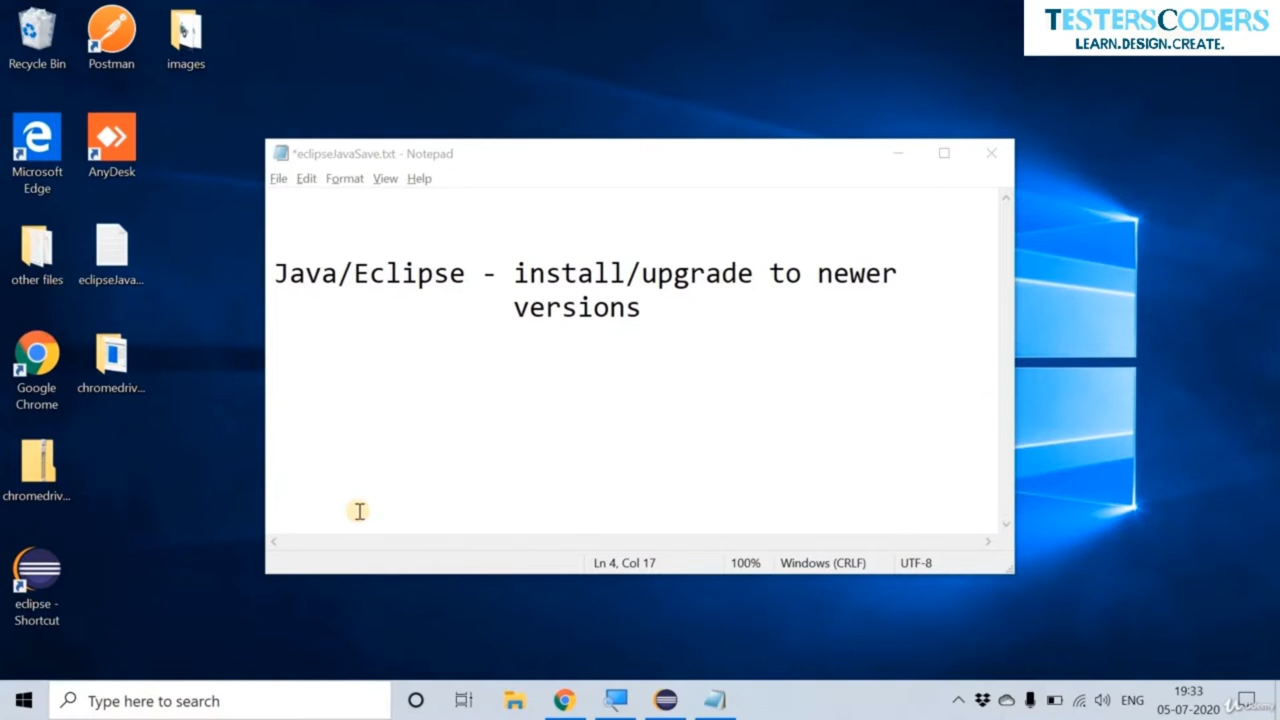 TESTERSCODERS
LEARN.DESIGN.CREATE.
Recycle Bin
Postman
images
Microsoft
Edge
AnyDesk
other files
eclipseJava...
Google
Chrome
chromedriv...
chromedriv...
eclipse -
Shortcut
*eclipseJavaSave.txt - Notepad
File Edit Format View Help
Java/Eclipse - install/upgrade to newer
versions
Ln 4, Col 17 100% Windows (CRLF) UTF-8
Type here to search
ENG
19:33
05-07-2020
Udemy